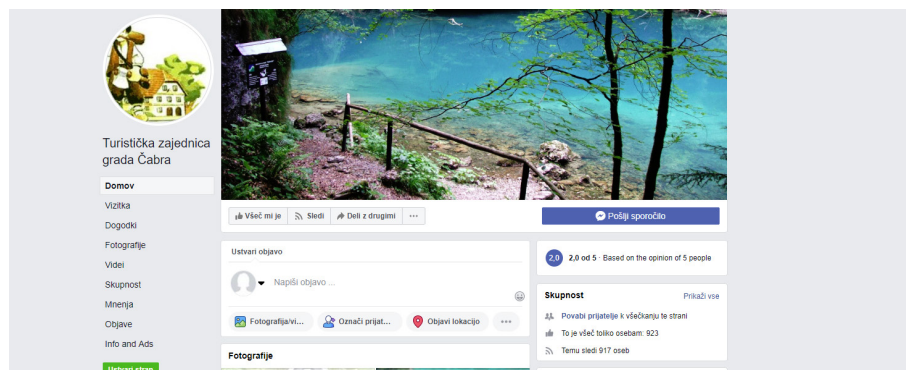 Turistička zajednica
grada Čabra
Domov
Vizitka
Dogodki
Fotografije
Videi
Skupnost
Mnenja
Objave
Info and Ads
Ustvari stran
Všeč mi je
Sledi
Deli z drugimi
Pošlji sporočilo
Ustvari objavo
Napiši objavo ...
Fotografija/vi...
Označi prijat...
Objavi lokacijo
Fotografije
2,0
2,0 od 5 · Based on the opinion of 5 people
Skupnost
Prikaži vse
Povabi prijatelje k všečkanju te strani
To je všeč toliko osebam: 923
Temu sledi 917 oseb